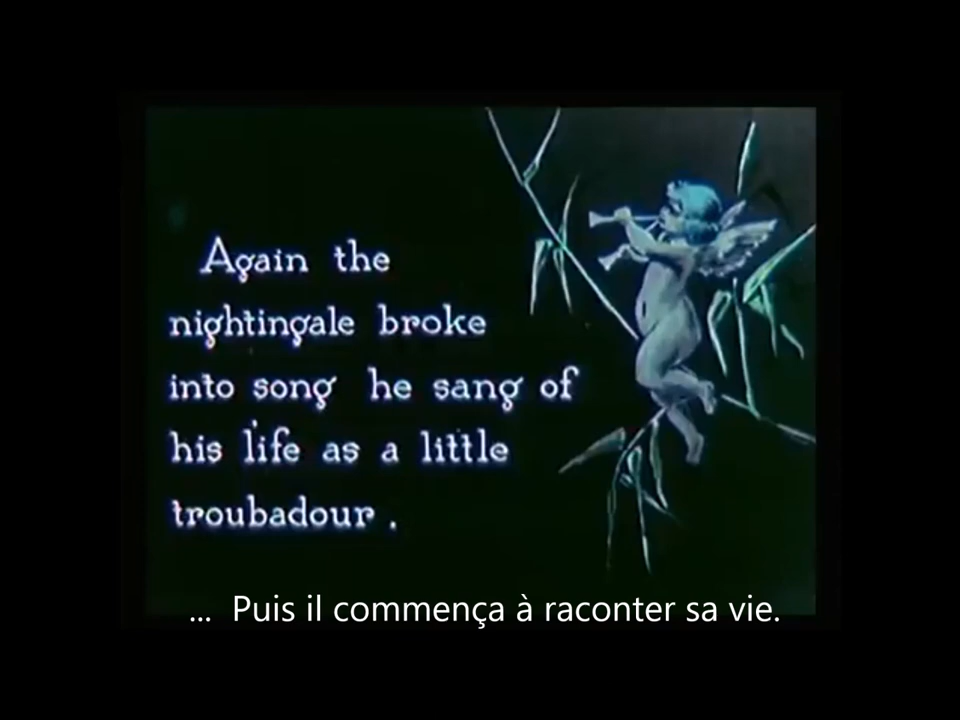 Again the
nightingale broke
into song he sang of
his life as a little
troubadour .
... Puis il commença à raconter sa vie.